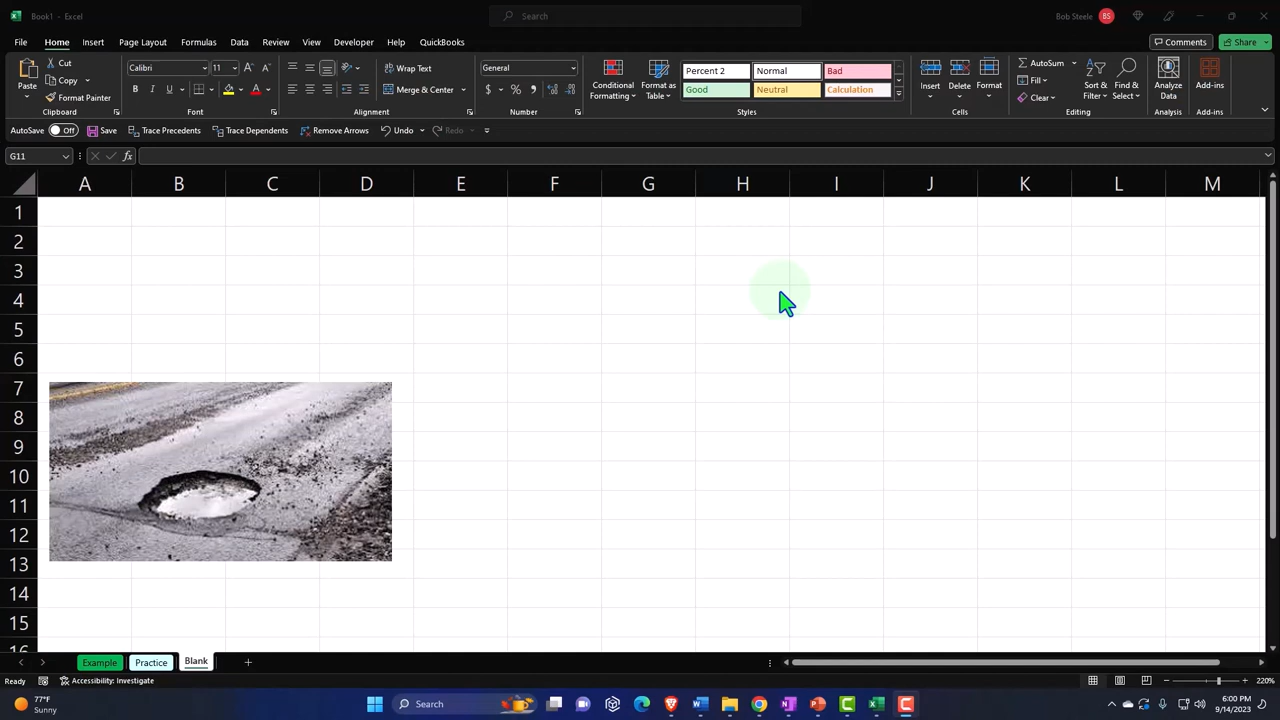 Book1 - Excel
Search
Bob Steele BS
File Home Insert Page Layout Formulas Data Review View Developer Help QuickBooks
Comments Share
Paste
Cut
Copy
Format Painter
Clipboard
Calibri 11
B I U
Font
Wrap Text
Merge & Center
Alignment
General
$ %
Number
Conditional Formatting
Format as Table
Percent 2 Normal Bad
Good Neutral Calculation
Styles
Insert Delete Format
Cells
AutoSum
Fill
Clear
Sort & Filter
Find & Select
Editing
Analyze Data
Analysis
Add-ins
Add-ins
AutoSave Off Save Trace Precedents Trace Dependents Remove Arrows Undo Redo
G11 fx
A B C D E F G H I J K L M
1
2
3
4
5
6
7
8
9
10
11
12
13
14
15
16
Example Practice Blank
Ready Accessibility: Investigate 220%
77°F
Sunny
Search
6:00 PM
9/14/2023